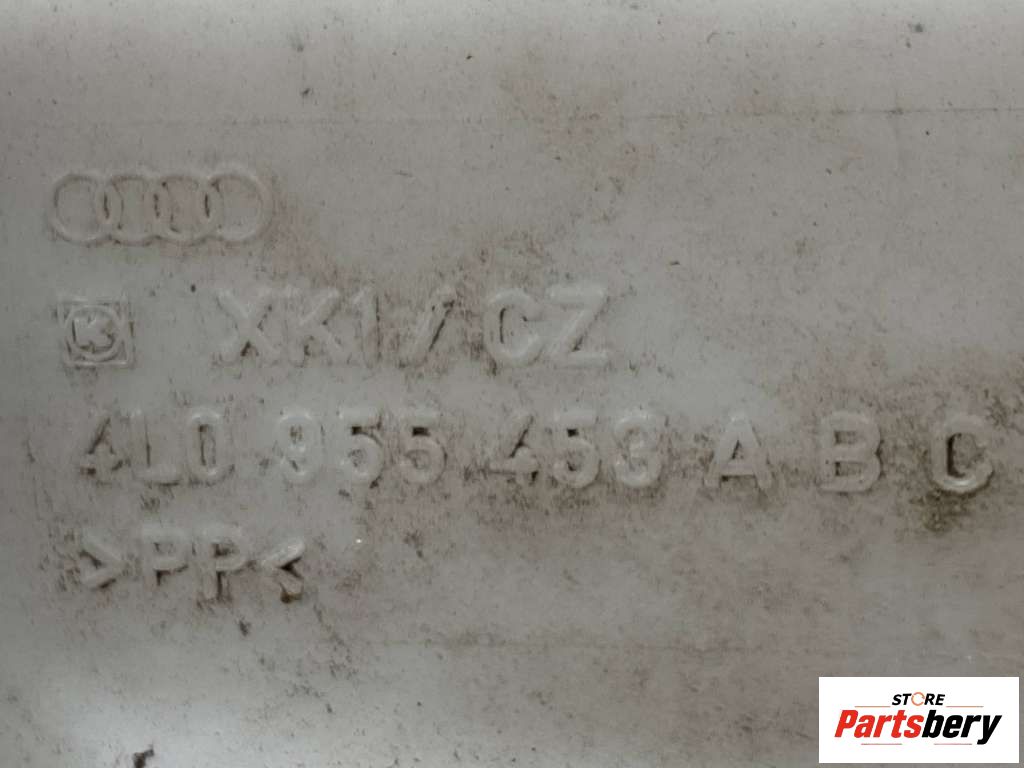 XK1/CZ
4L0 955 453 A B C
>PP<
STORE
Partsbery